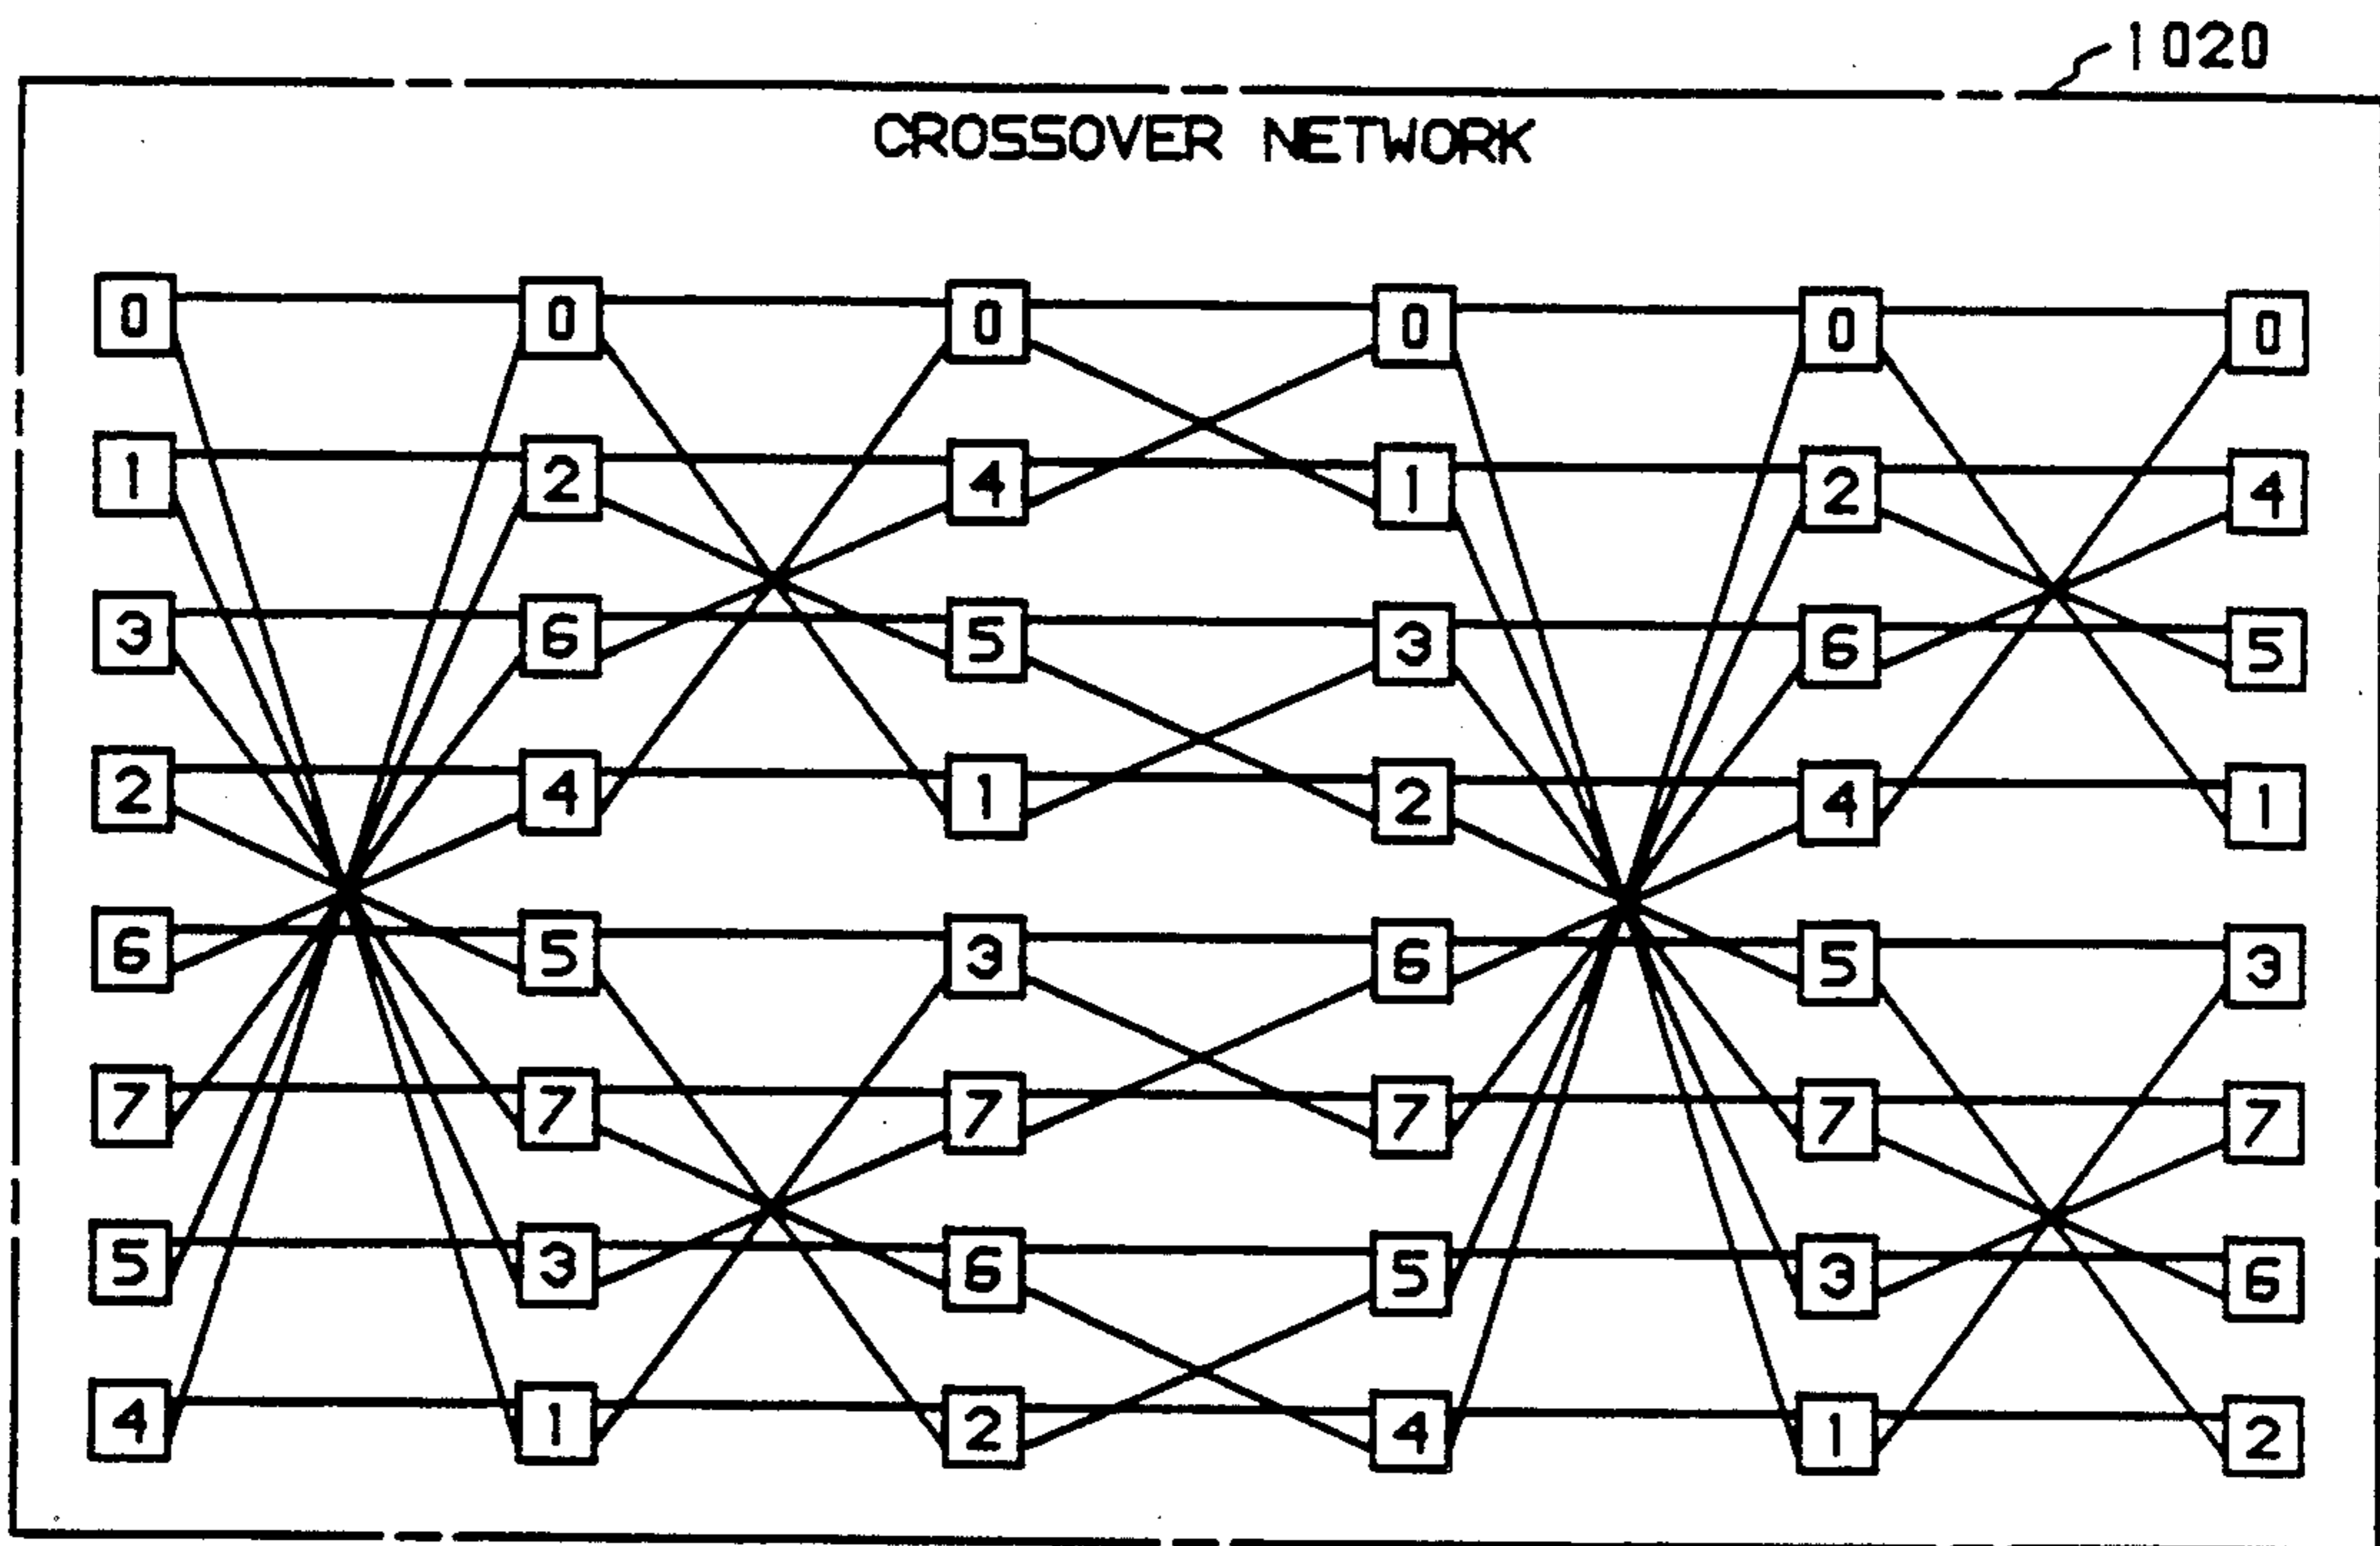 1020
CROSSOVER NETWORK
0 0 0 0 0 0
1 2 4 1 2 4
3 6 5 3 6 5
2 4 1 2 4 1
6 5 3 6 5 3
7 7 7 7 7 7
5 3 6 5 3 6
4 1 2 4 1 2